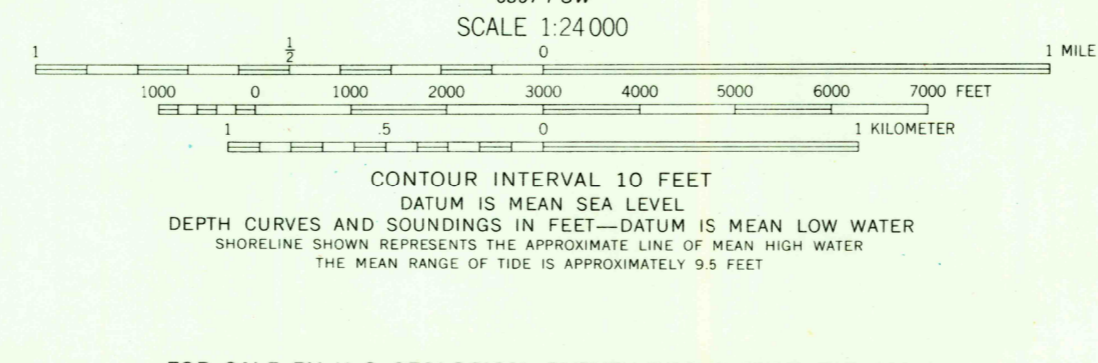 SCALE 1:24 000
1 ½ 0 1 MILE
1000 0 1000 2000 3000 4000 5000 6000 7000 FEET
1 .5 0 1 KILOMETER
CONTOUR INTERVAL 10 FEET
DATUM IS MEAN SEA LEVEL
DEPTH CURVES AND SOUNDINGS IN FEET—DATUM IS MEAN LOW WATER
SHORELINE SHOWN REPRESENTS THE APPROXIMATE LINE OF MEAN HIGH WATER
THE MEAN RANGE OF TIDE IS APPROXIMATELY 9.5 FEET